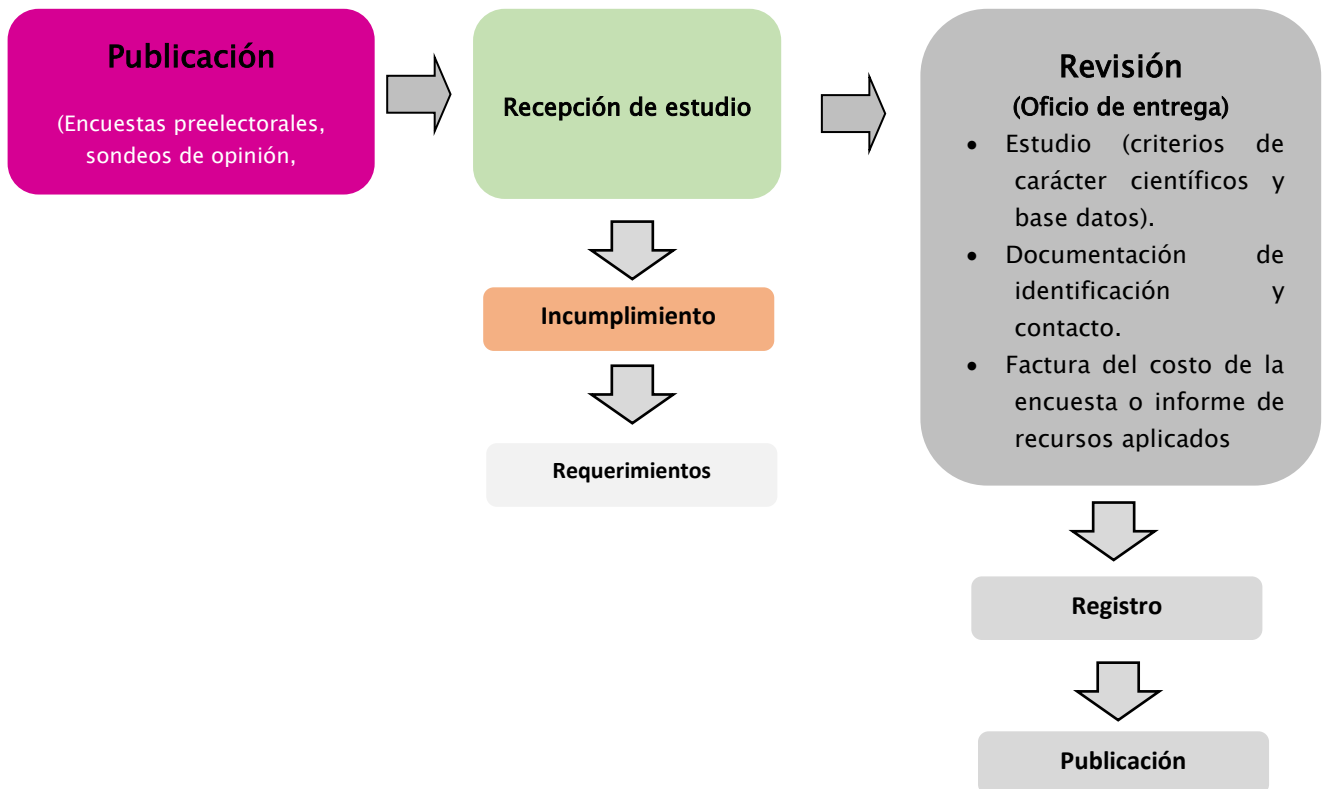 Publicación
(Encuestas preelectorales,
sondeos de opinión,
Recepción de estudio
Incumplimiento
Requerimientos
Revisión
(Oficio de entrega)
• Estudio (criterios de
carácter científicos y
base datos).
• Documentación de
identificación y
contacto.
• Factura del costo de la
encuesta o informe de
recursos aplicados
Registro
Publicación